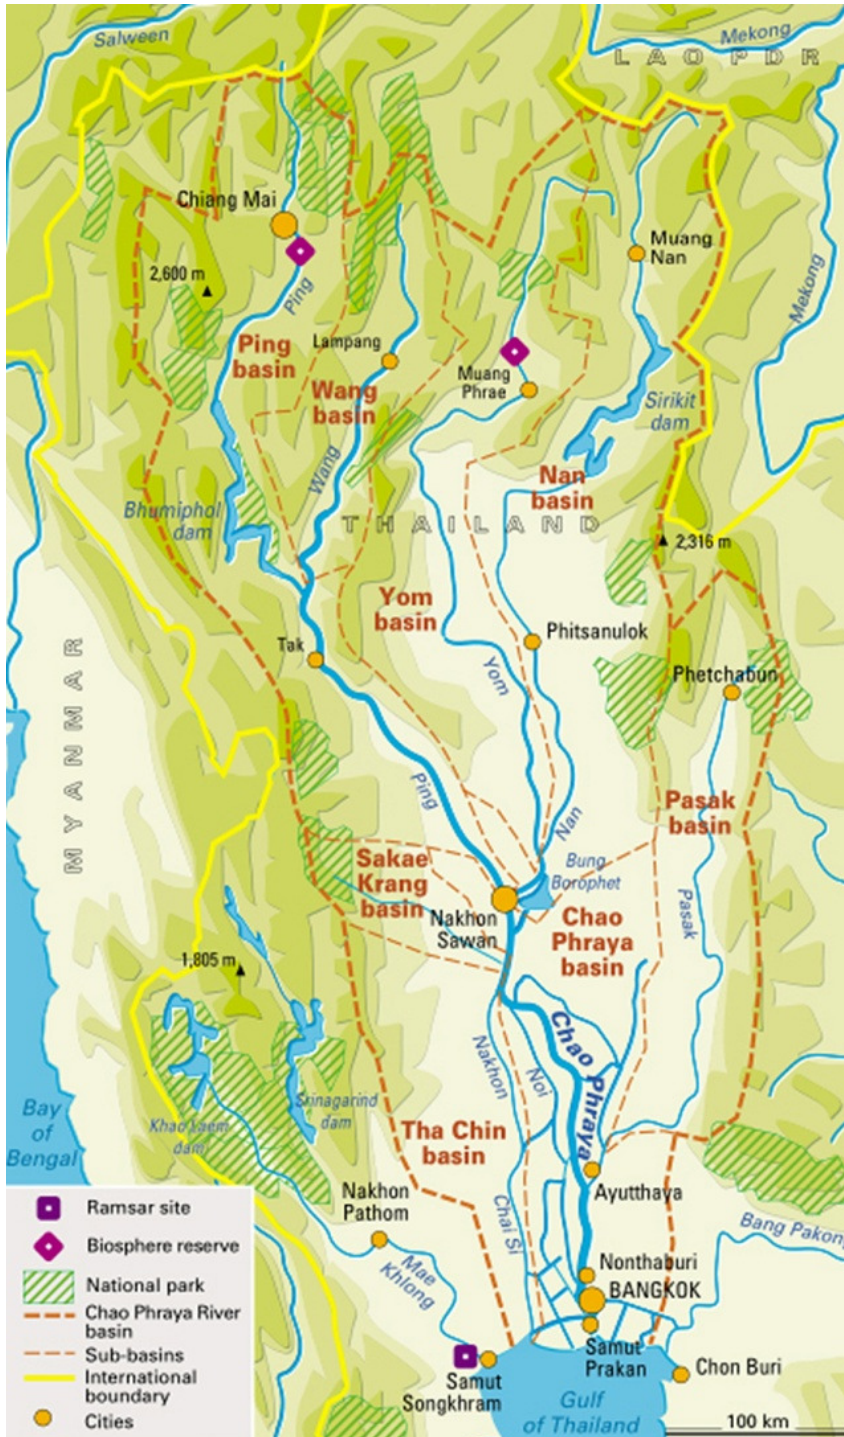 Salween
Mekong
LAO PDR
Chiang Mai
Muang
Nan
2,600 m
Ping
Mekong
Ping
basin
Lampang
Wang
basin
Muang
Phrae
Sirikit
dam
Wang
Nan
basin
Bhumiphol
dam
THAILAND
2,316 m
Yom
basin
Phitsanulok
Tak
Yom
Phetchabun
MYANMAR
Ping
Nan
Pasak
basin
Sakae
Krang
basin
Bung
Borophet
Nakhon
Sawan
Chao
Phraya
basin
Pasak
1,805 m
Chao Phraya
Nakhon
Noi
Bay
of
Bengal
Khao Laem
dam
Srinagarind
dam
Tha Chin
basin
Chai Si
Ayutthaya
Nakhon
Pathom
Mae
Khlong
Bang Pakong
Nonthaburi
BANGKOK
Samut
Prakan
Chon Buri
Samut
Songkhram
Gulf
of Thailand
100 km
Ramsar site
Biosphere reserve
National park
Chao Phraya River
basin
Sub-basins
International
boundary
Cities